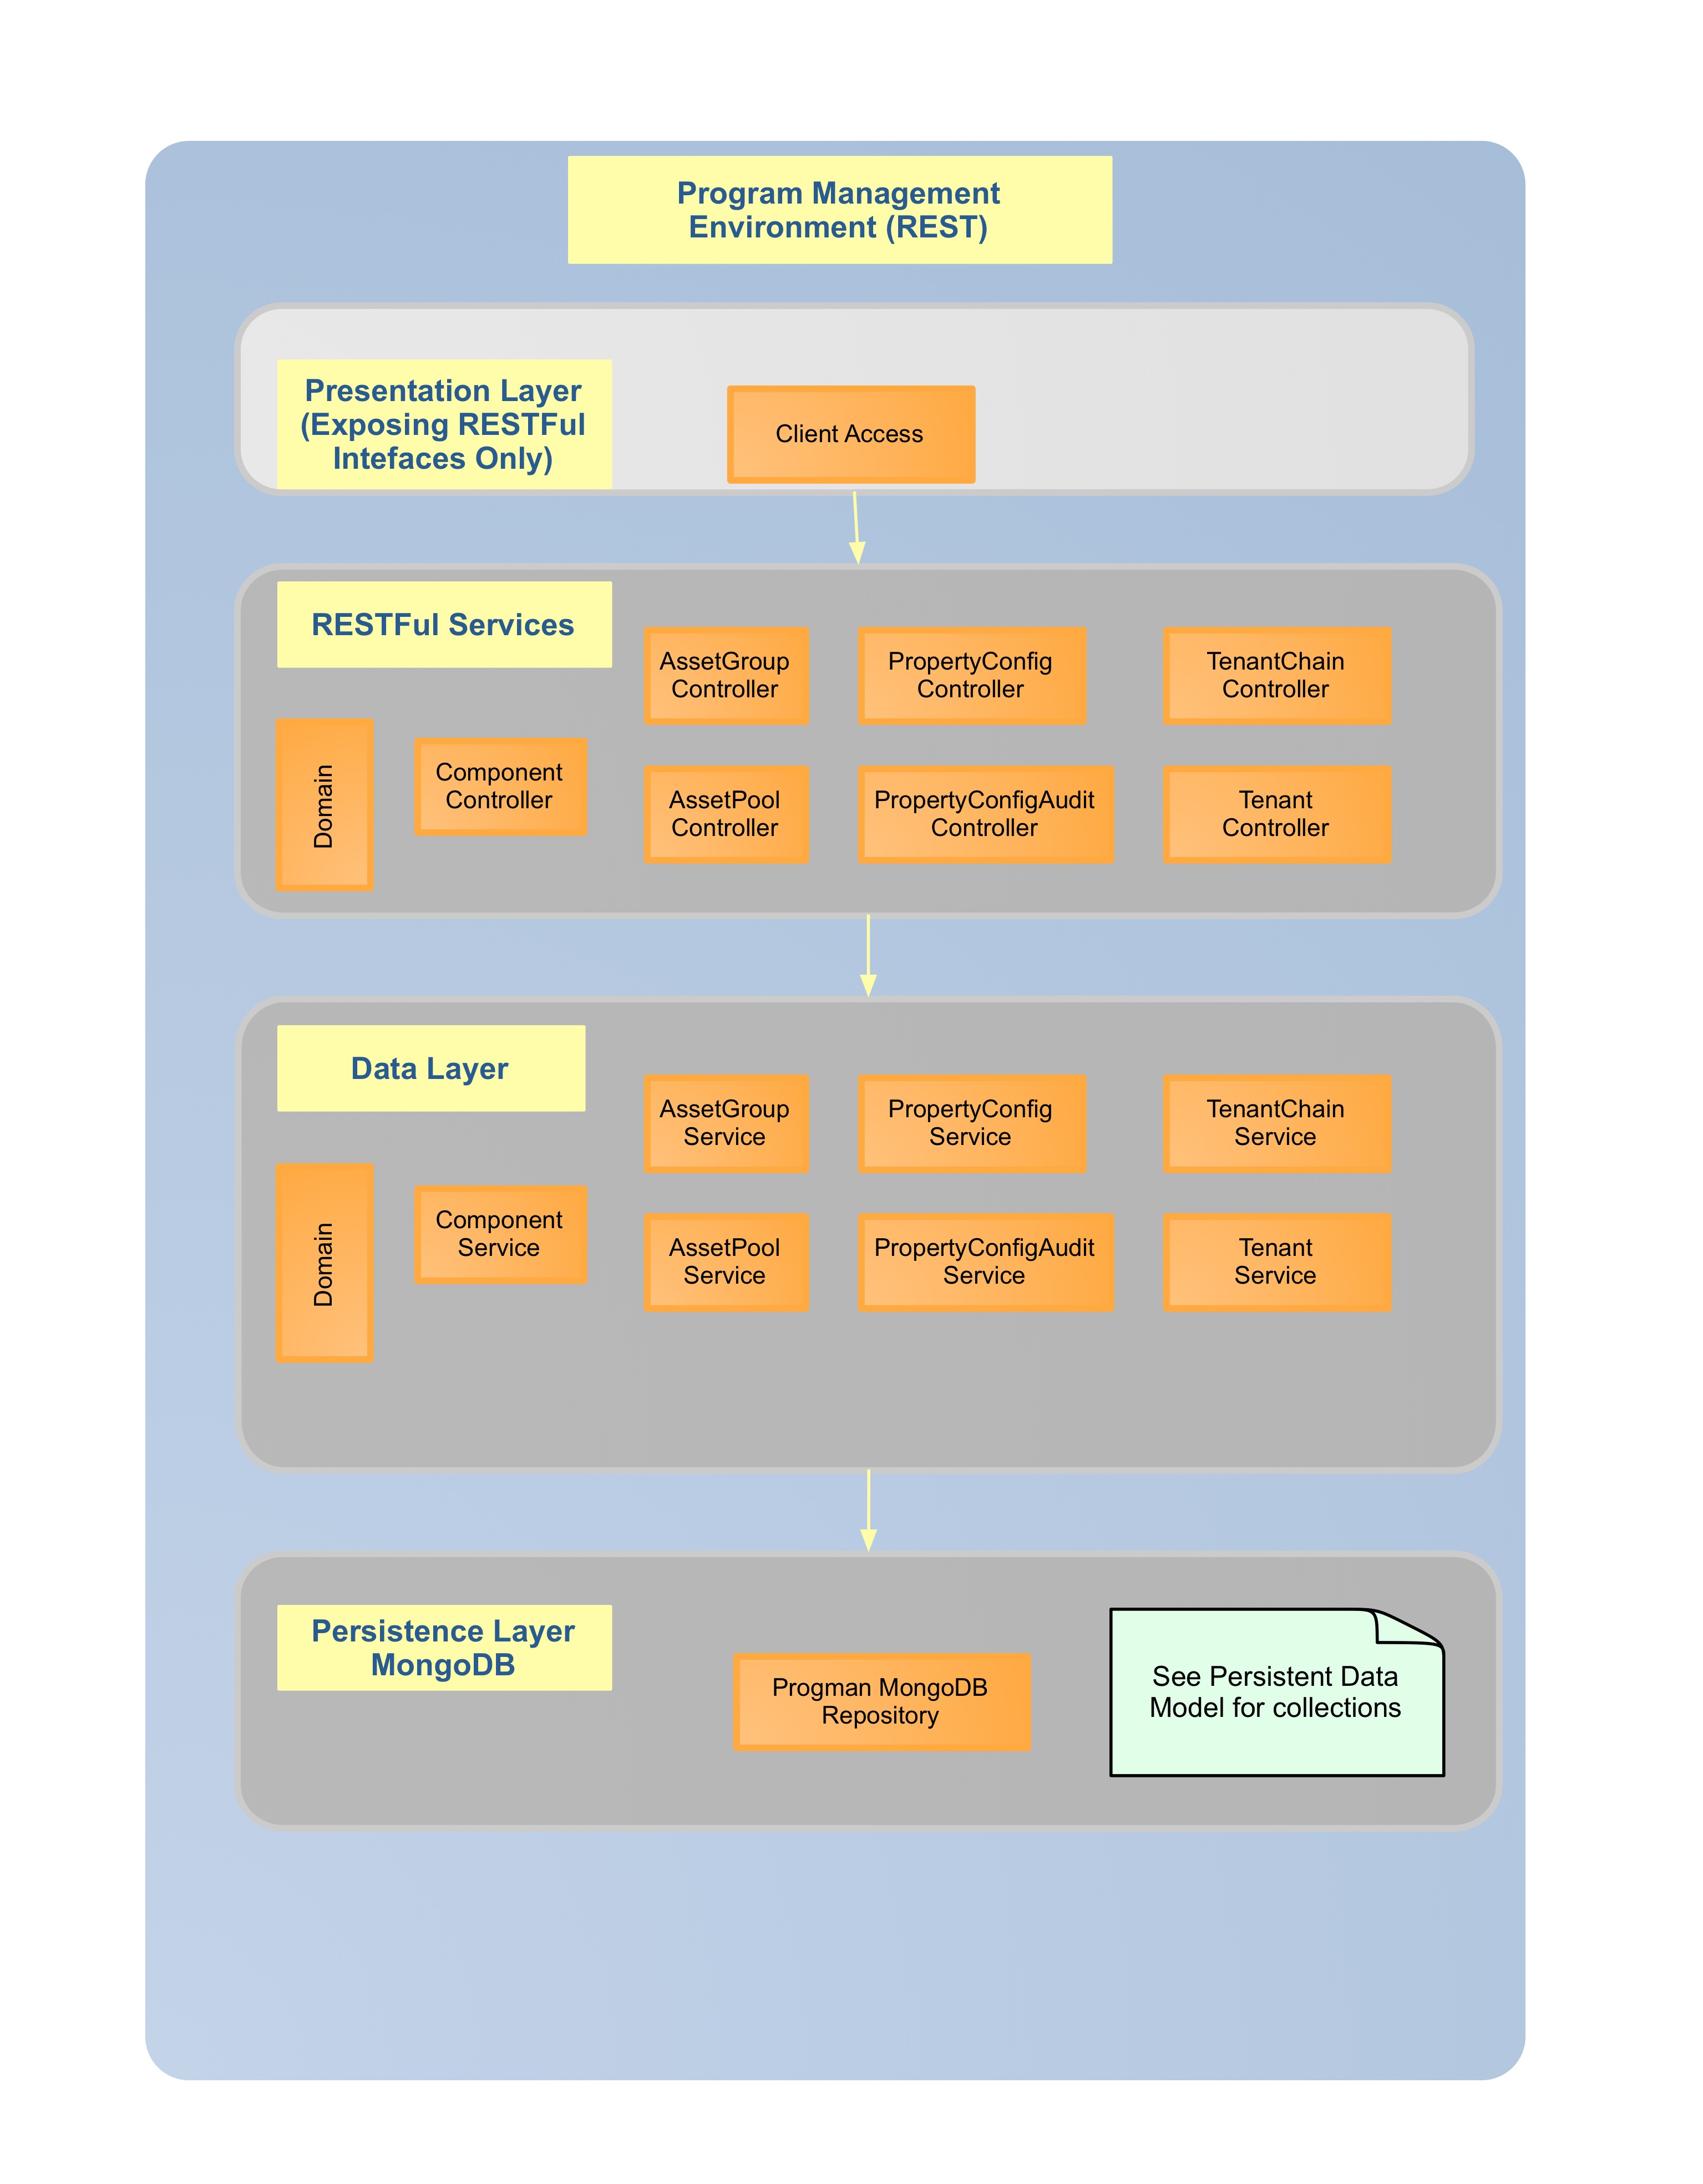 Program Management
Environment (REST)
Presentation Layer
(Exposing RESTFul
Intefaces Only)
Client Access
RESTFul Services
AssetGroup
Controller
PropertyConfig
Controller
TenantChain
Controller
Domain
Component
Controller
AssetPool
Controller
PropertyConfigAudit
Controller
Tenant
Controller
Data Layer
AssetGroup
Service
PropertyConfig
Service
TenantChain
Service
Domain
Component
Service
AssetPool
Service
PropertyConfigAudit
Service
Tenant
Service
Persistence Layer
MongoDB
Progman MongoDB
Repository
See Persistent Data
Model for collections